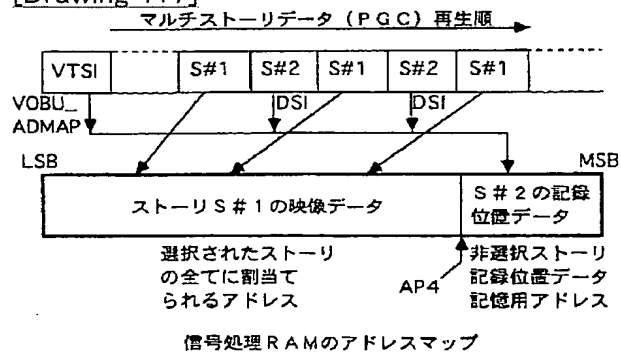 マルチストーリデータ (PGC) 再生順
VTSI S#1 S#2 S#1 S#2 S#1
VOBU_ DSI DSI
ADMAP
LSB MSB
ストーリS#1の映像データ
S#2の記録
位置データ
選択されたストーリ
の全てに割当て
られるアドレス
AP4
非選択ストーリ
記録位置データ
記憶用アドレス
信号処理RAMのアドレスマップ